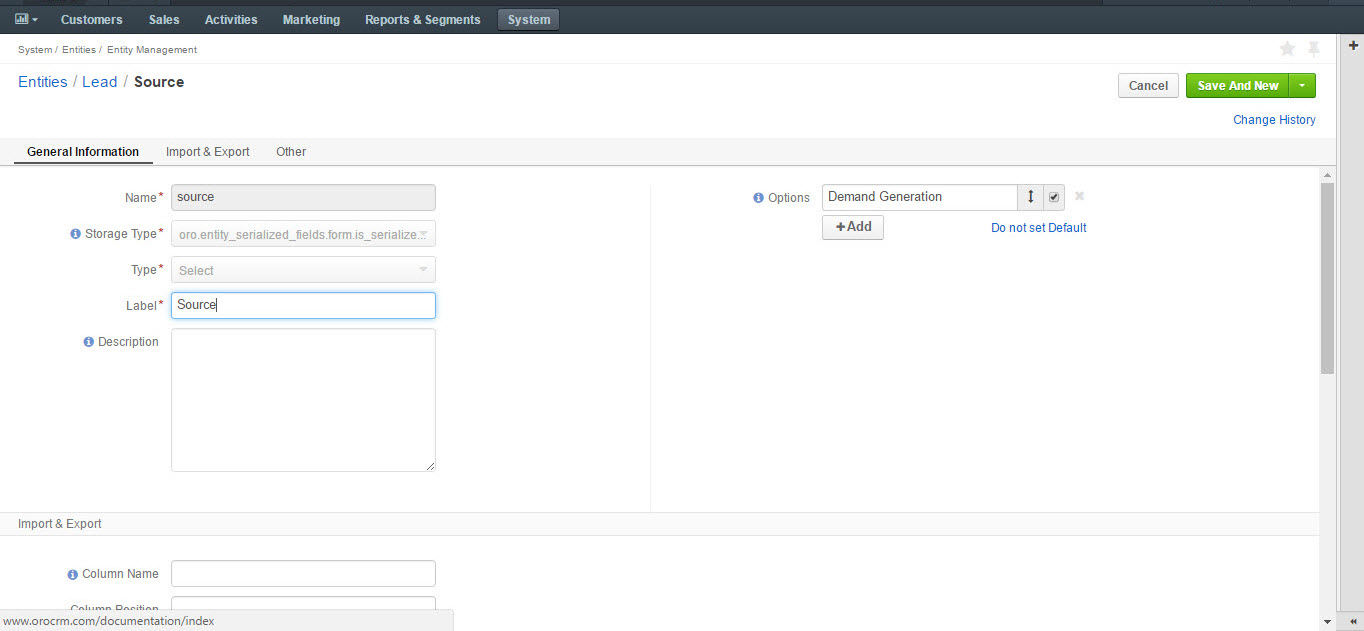 Customers Sales Activities Marketing Reports & Segments System
System / Entities / Entity Management
Entities / Lead / Source
Cancel Save And New
Change History
General Information Import & Export Other
Name* source
Storage Type* oro.entity_serialized_fields.form.is_serialize...
Type* Select
Label* Source
Description
Options Demand Generation
+Add Do not set Default
Import & Export
Column Name
Column Position
www.orocrm.com/documentation/index